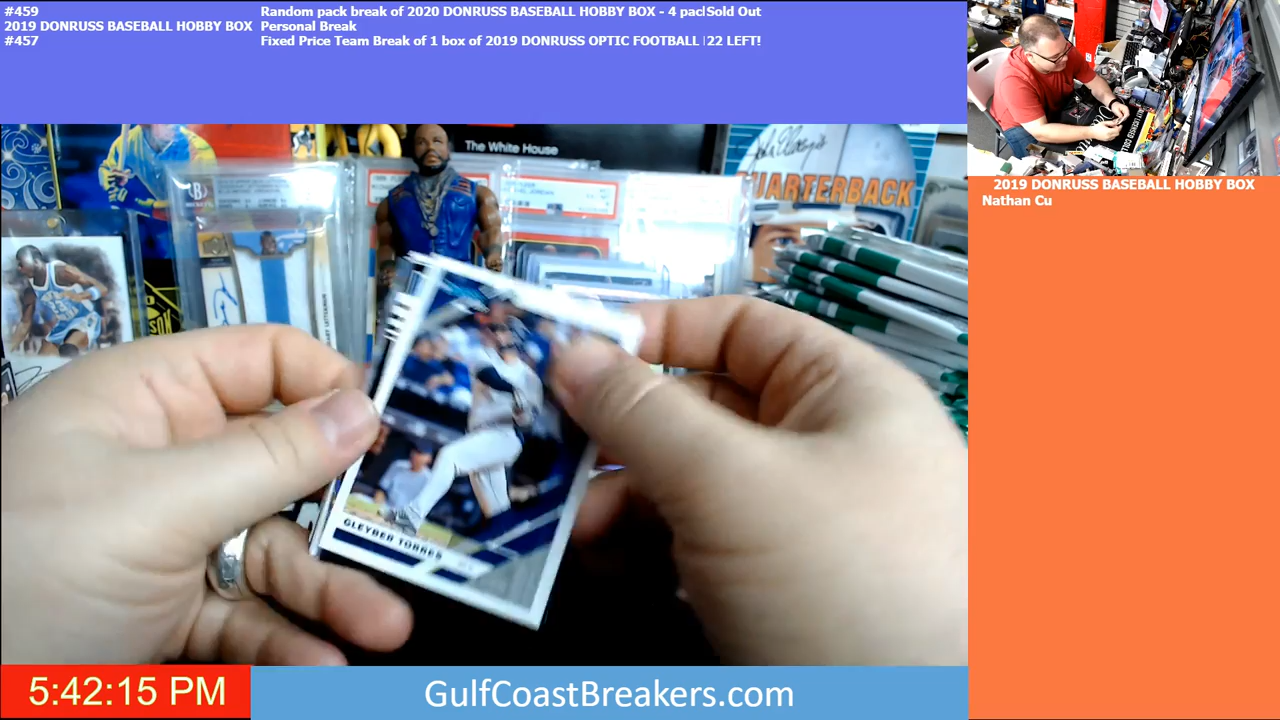 #459 Random pack break of 2020 DONRUSS BASEBALL HOBBY BOX - 4 pac Sold Out
2019 DONRUSS BASEBALL HOBBY BOX Personal Break
#457 Fixed Price Team Break of 1 box of 2019 DONRUSS OPTIC FOOTBALL 22 LEFT!
2019 DONRUSS BASEBALL HOBBY BOX
Nathan Cu
The White House
QUARTERBACK
GLEYBER TORRES
5:42:15 PM
GulfCoastBreakers.com